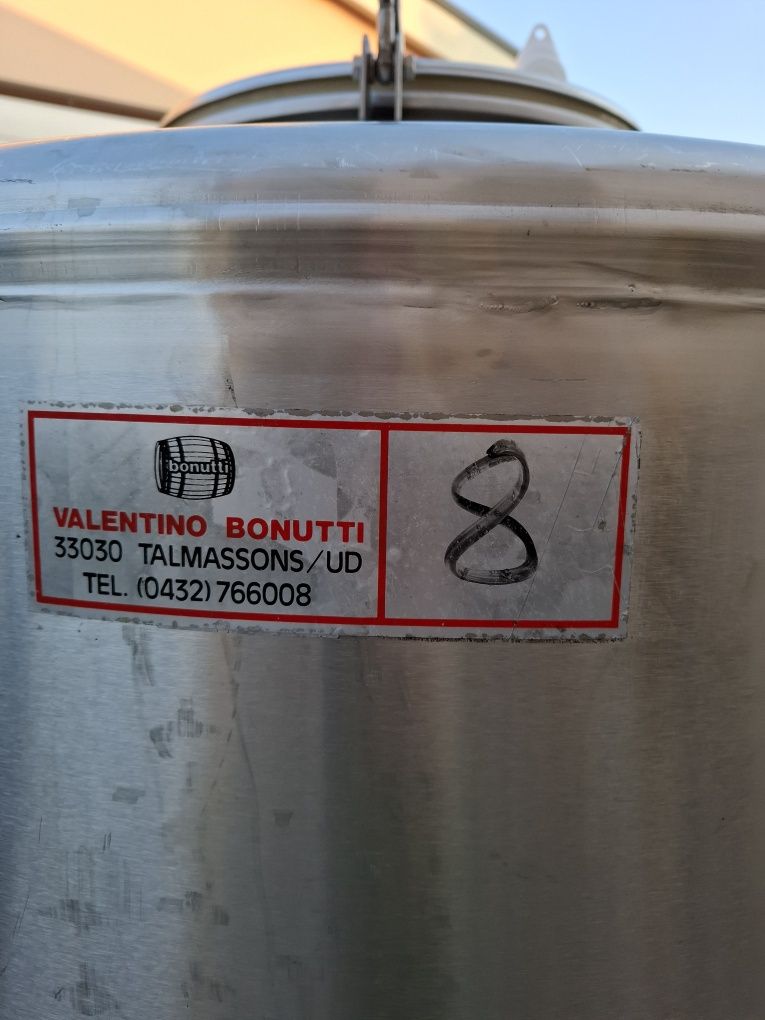 bonutti
VALENTINO BONUTTI
33030 TALMASSONS/UD
TEL. (0432) 766008
8